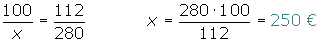 100/x = 112/280    x = 280·100/112 = 250 €